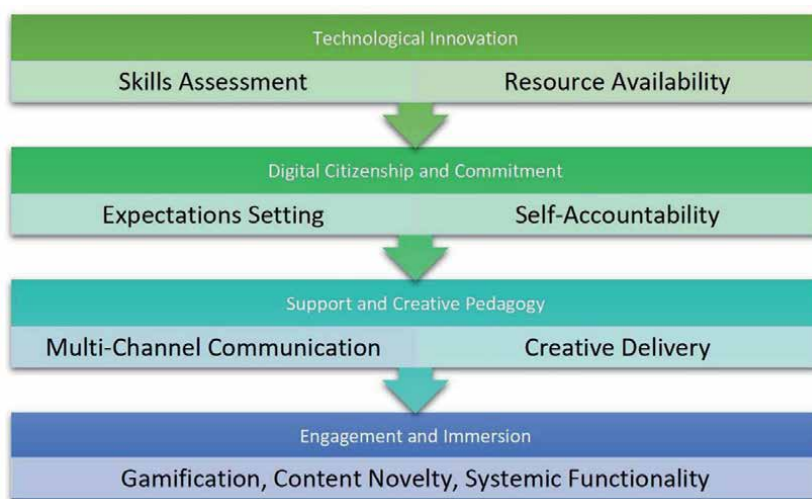 Technological Innovation
Skills Assessment Resource Availability
Digital Citizenship and Commitment
Expectations Setting Self-Accountability
Support and Creative Pedagogy
Multi-Channel Communication Creative Delivery
Engagement and Immersion
Gamification, Content Novelty, Systemic Functionality